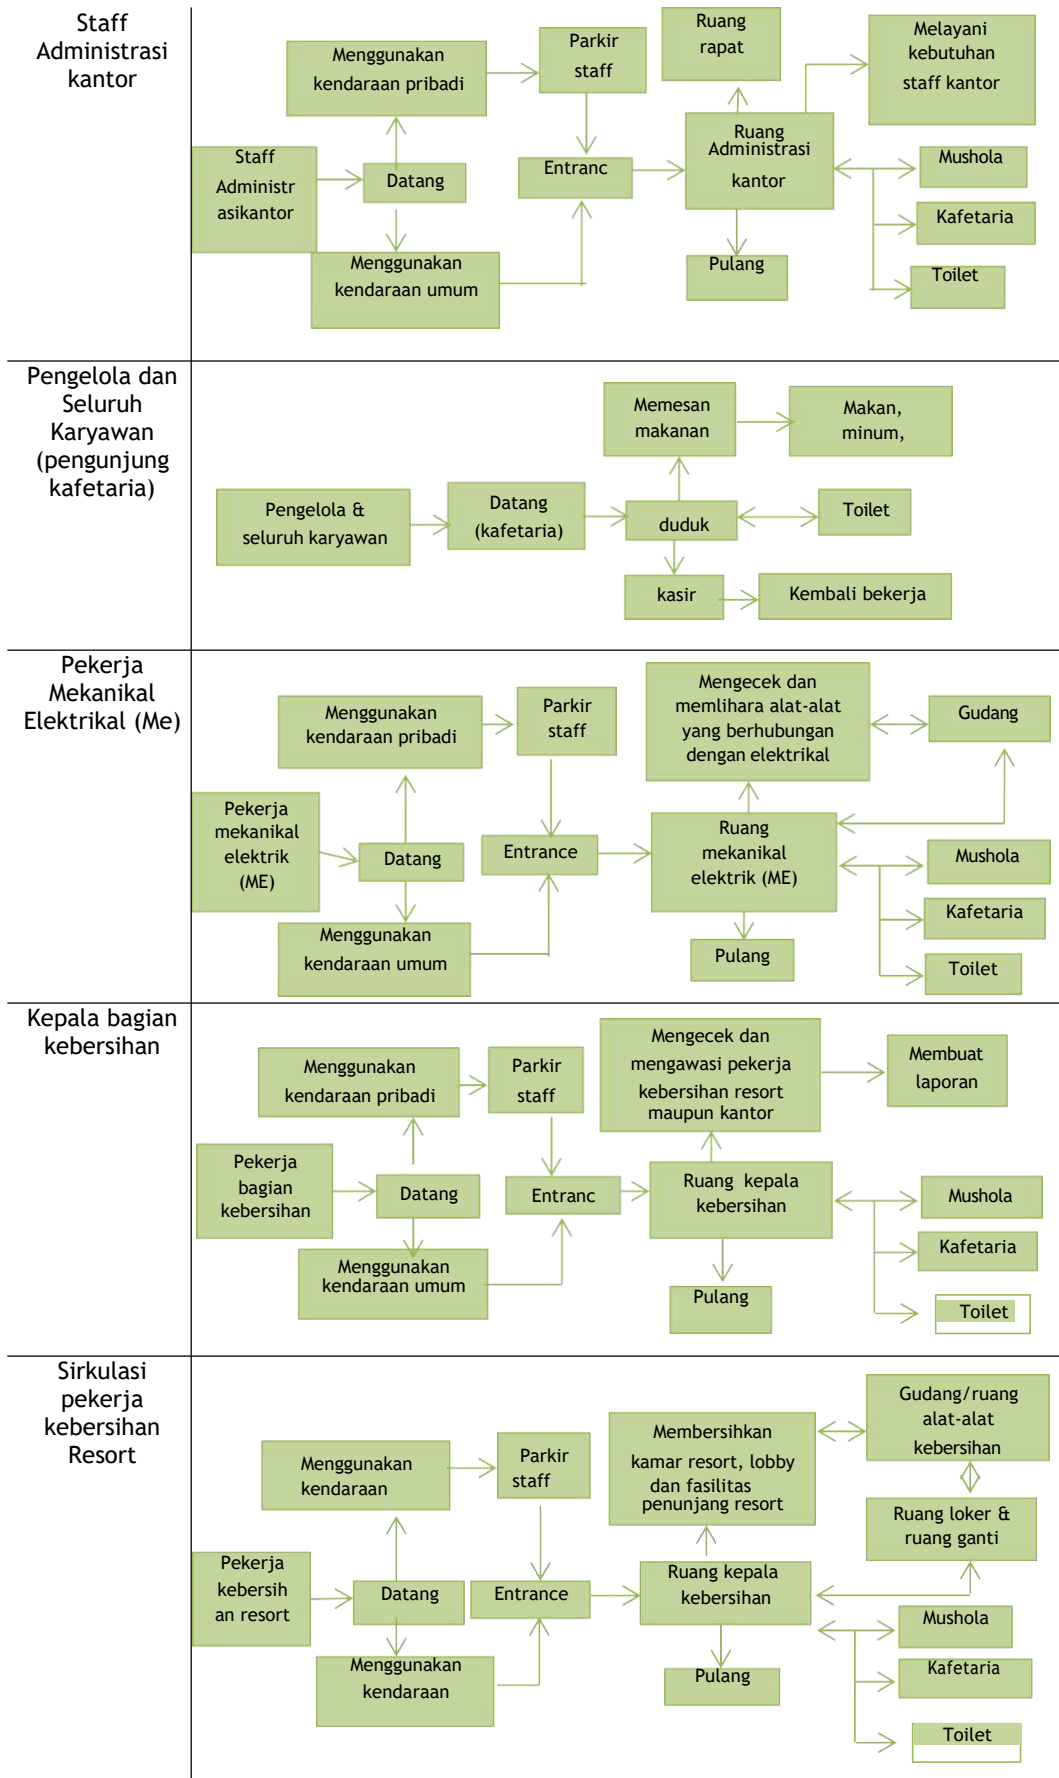 Staff
Administrasi
kantor
Menggunakan
kendaraan pribadi
Parkir
staff
Ruang
rapat
Melayani
kebutuhan
staff kantor
Staff
Administr
asikantor
Datang
Entranc
Ruang
Administrasi
kantor
Mushola
Kafetaria
Toilet
Menggunakan
kendaraan umum
Pulang
Pengelola dan
Seluruh
Karyawan
(pengunjung
kafetaria)
Memesan
makanan
Makan,
minum,
Pengelola &
seluruh karyawan
Datang
(kafetaria)
duduk
Toilet
kasir
Kembali bekerja
Pekerja
Mekanikal
Elektrikal (Me)
Menggunakan
kendaraan pribadi
Parkir
staff
Mengecek dan
memlihara alat-alat
yang berhubungan
dengan elektrikal
Gudang
Pekerja
mekanikal
elektrik
(ME)
Datang
Entrance
Ruang
mekanikal
elektrik (ME)
Mushola
Kafetaria
Toilet
Menggunakan
kendaraan umum
Pulang
Kepala bagian
kebersihan
Menggunakan
kendaraan pribadi
Parkir
staff
Mengecek dan
mengawasi pekerja
kebersihan resort
maupun kantor
Membuat
laporan
Pekerja
bagian
kebersihan
Datang
Entranc
Ruang kepala
kebersihan
Mushola
Kafetaria
Toilet
Menggunakan
kendaraan umum
Pulang
Sirkulasi
pekerja
kebersihan
Resort
Menggunakan
kendaraan
Parkir
staff
Membersihkan
kamar resort, lobby
dan fasilitas
penunjang resort
Gudang/ruang
alat-alat
kebersihan
Ruang loker &
ruang ganti
Pekerja
kebersih
an resort
Datang
Entrance
Ruang kepala
kebersihan
Mushola
Kafetaria
Toilet
Menggunakan
kendaraan
Pulang